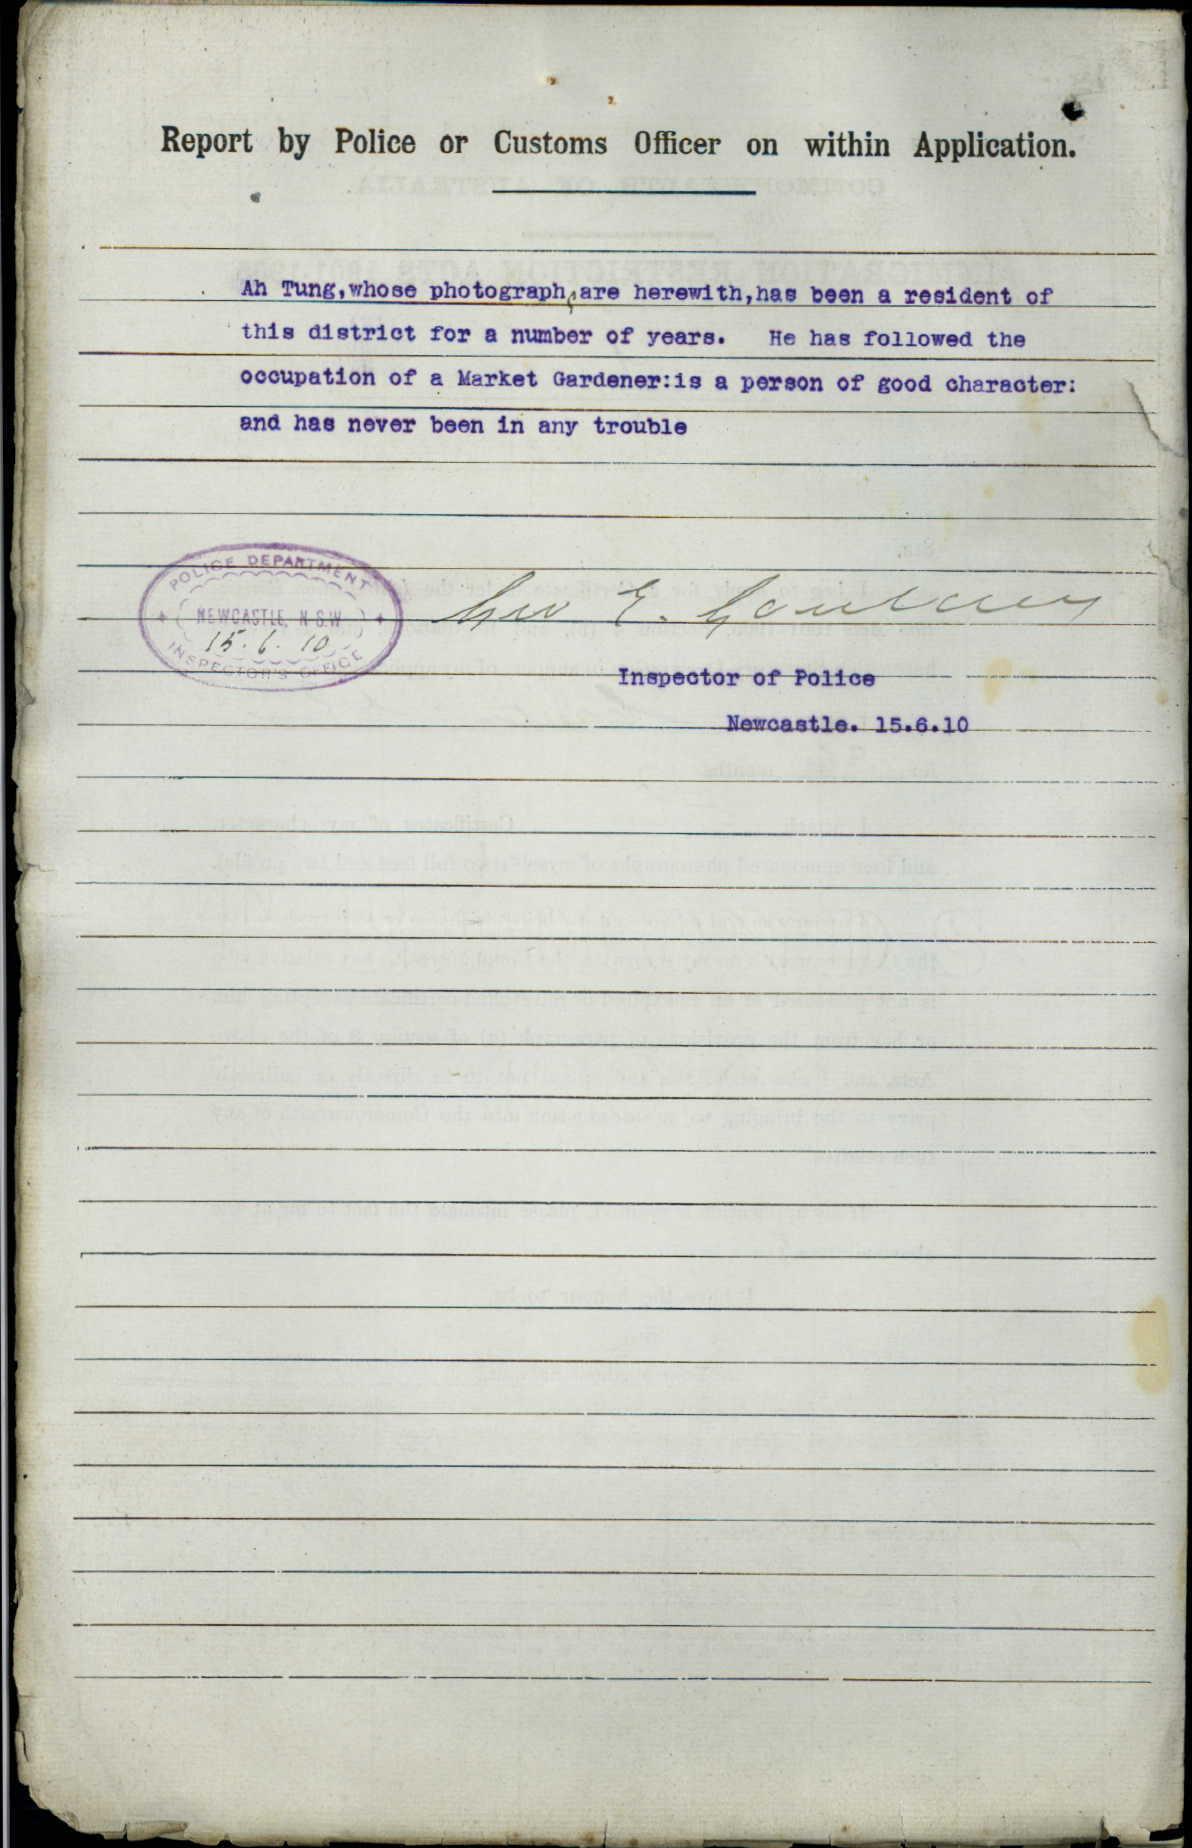 Report by Police or Customs Officer on within Application.
Ah Tung,whose photographs are herewith,has been a resident of
this district for a number of years. He has followed the
occupation of a Market Gardener:is a person of good character:
and has never been in any trouble
POLICE DEPARTMENT
NEWCASTLE, N.S.W
15.6.10
INSPECTOR'S OFFICE
Geo E.
Inspector of Police
Newcastle. 15.6.10